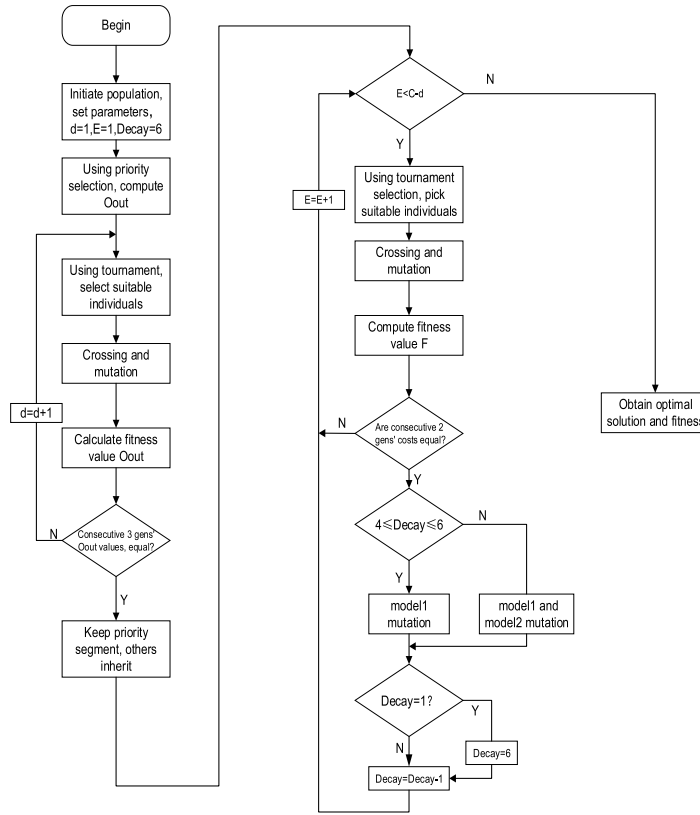 Begin
Initiate population,
set parameters,
d=1,E=1,Decay=6
Using priority
selection, compute
Oout
Using tournament,
select suitable
individuals
Crossing and
mutation
d=d+1
Calculate fitness
value Oout
Consecutive 3 gens'
Oout values, equal?
N
Y
Keep priority
segment, others
inherit
E<C-d
N
Y
E=E+1
Using tournament
selection, pick
suitable individuals
Crossing and
mutation
Compute fitness
value F
Are consecutive 2
gens' costs equal?
N
Y
4≤Decay≤6
N
Y
model1
mutation
model1 and
model2 mutation
Decay=1?
Y
N
Decay=6
Decay=Decay-1
Obtain optimal
solution and fitness